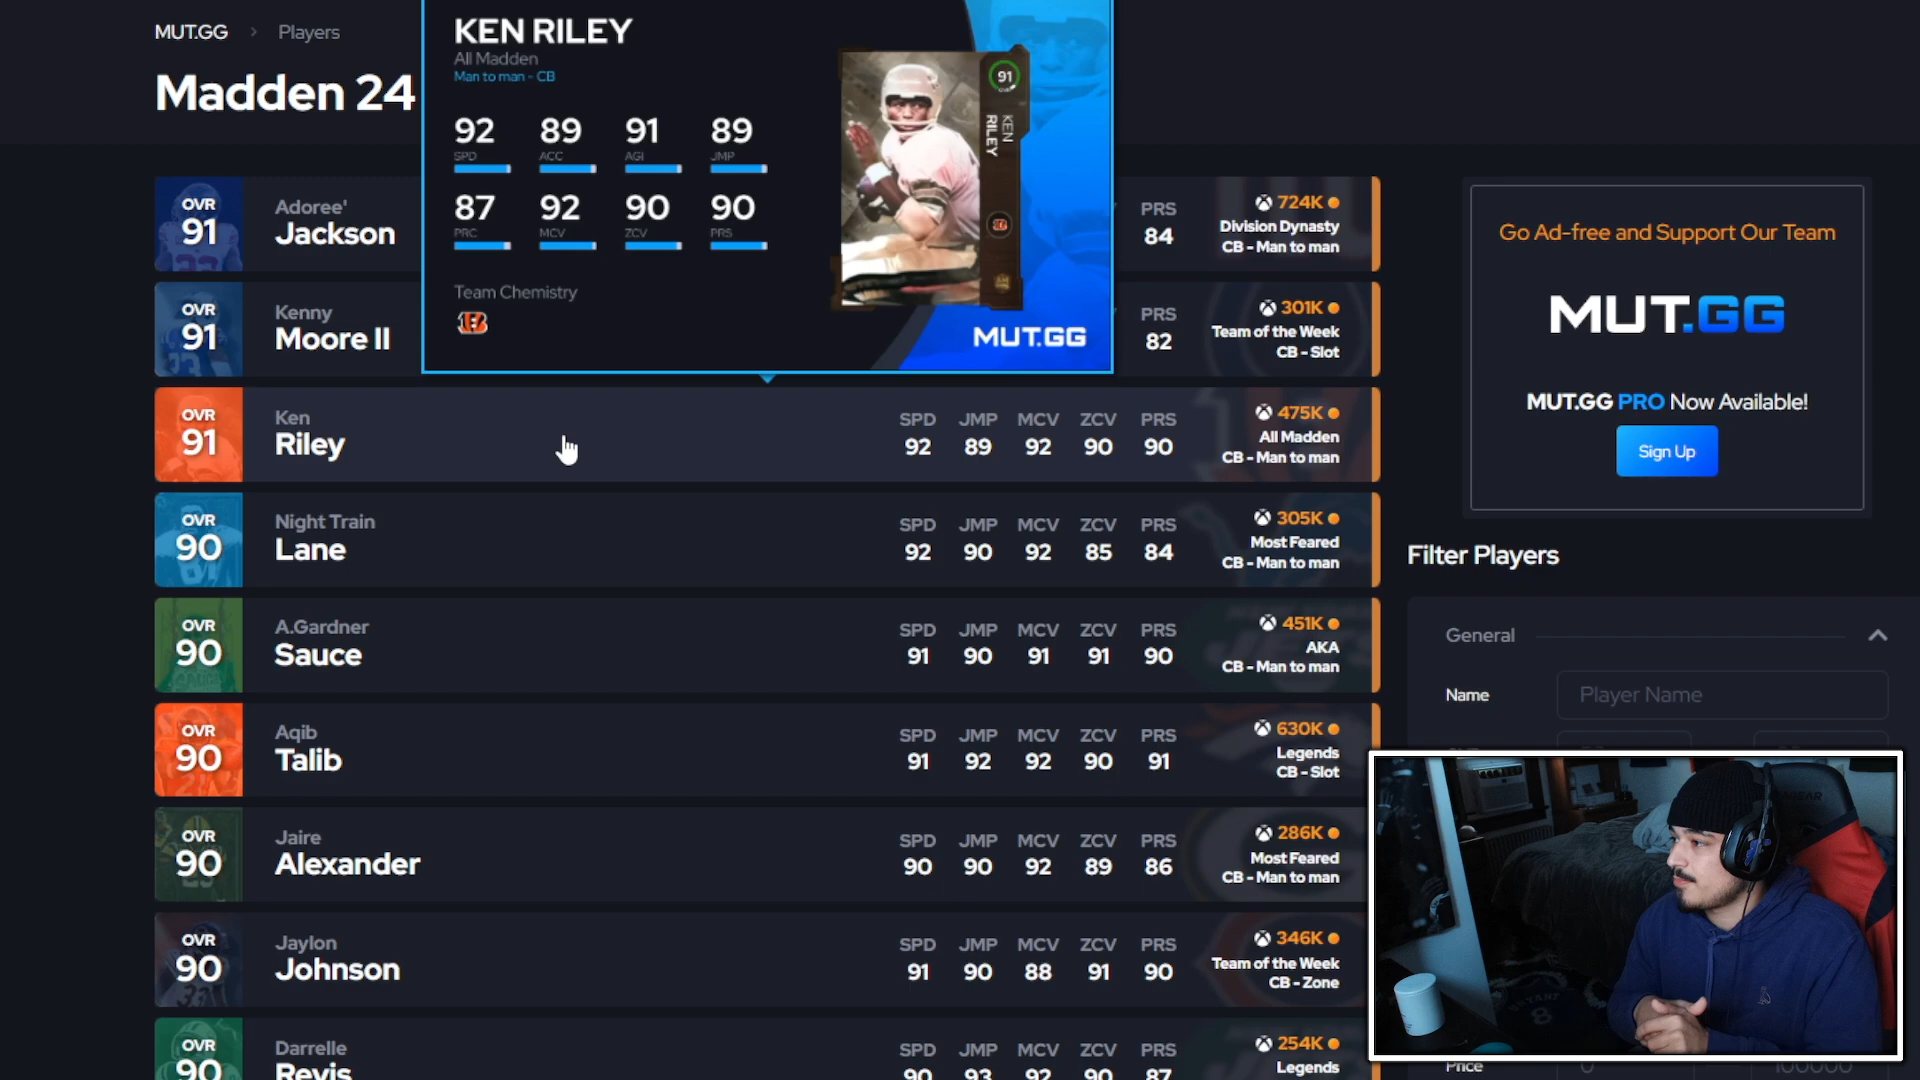 MUT.GG > Players
Madden 24
KEN RILEY
All Madden
Man to man - CB
92 89 91 89
SPD ACC AGI JMP
87 92 90 90
PRC MCV ZCV PRS
Team Chemistry
91
KEN RILEY
MUT.GG
OVR 91
Adoree'
Jackson
PRS
84
724K
Division Dynasty
CB - Man to man
OVR 91
Kenny
Moore II
PRS
82
301K
Team of the Week
CB - Slot
OVR 91
Ken
Riley
SPD JMP MCV ZCV PRS
92 89 92 90 90
475K
All Madden
CB - Man to man
OVR 90
Night Train
Lane
SPD JMP MCV ZCV PRS
92 90 92 85 84
305K
Most Feared
CB - Man to man
OVR 90
A.Gardner
Sauce
SPD JMP MCV ZCV PRS
91 90 91 91 90
451K
AKA
CB - Man to man
OVR 90
Aqib
Talib
SPD JMP MCV ZCV PRS
91 92 92 90 91
630K
Legends
CB - Slot
OVR 90
Jaire
Alexander
SPD JMP MCV ZCV PRS
90 90 92 89 86
286K
Most Feared
CB - Man to man
OVR 90
Jaylon
Johnson
SPD JMP MCV ZCV PRS
91 90 88 91 90
346K
Team of the Week
CB - Zone
OVR 90
Darrelle
Revis
SPD JMP MCV ZCV PRS
90 93 92 90 87
254K
Legends
Go Ad-free and Support Our Team
MUT.GG
MUT.GG PRO Now Available!
Sign Up
Filter Players
General
Name
Player Name
Price
0